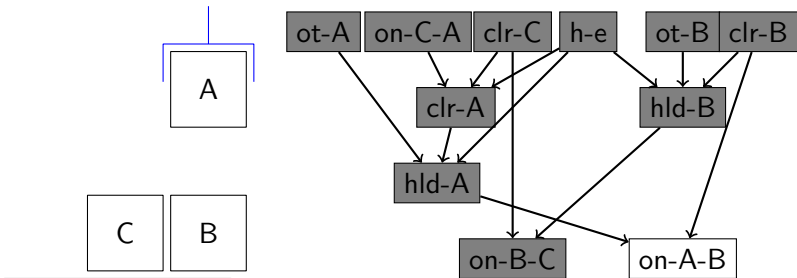 ot-A on-C-A clr-C h-e ot-B clr-B
A
clr-A hld-B
hld-A
C B
on-B-C on-A-B